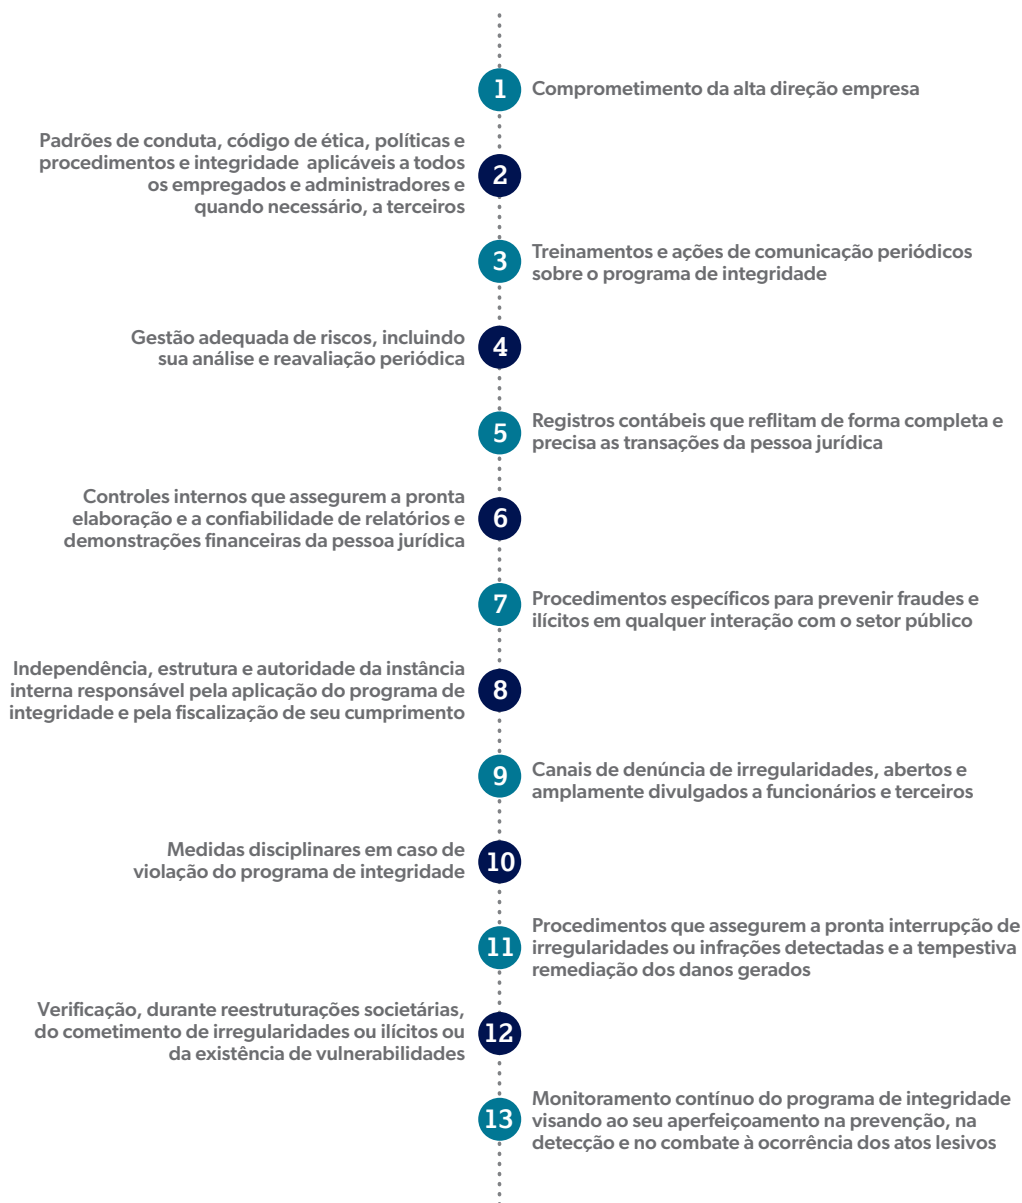 1
Comprometimento da alta direção empresa
Padrões de conduta, código de ética, políticas e
procedimentos e integridade aplicáveis a todos
os empregados e administradores e
quando necessário, a terceiros
2
3
Treinamentos e ações de comunicação periódicos
sobre o programa de integridade
Gestão adequada de riscos, incluindo
sua análise e reavaliação periódica
4
5
Registros contábeis que reflitam de forma completa e
precisa as transações da pessoa jurídica
Controles internos que assegurem a pronta
elaboração e a confiabilidade de relatórios e
demonstrações financeiras da pessoa jurídica
6
7
Procedimentos específicos para prevenir fraudes e
ilícitos em qualquer interação com o setor público
Independência, estrutura e autoridade da instância
interna responsável pela aplicação do programa de
integridade e pela fiscalização de seu cumprimento
8
9
Canais de denúncia de irregularidades, abertos e
amplamente divulgados a funcionários e terceiros
Medidas disciplinares em caso de
violação do programa de integridade
10
11
Procedimentos que assegurem a pronta interrupção de
irregularidades ou infrações detectadas e a tempestiva
remediação dos danos gerados
Verificação, durante reestruturações societárias,
do cometimento de irregularidades ou ilícitos ou
da existência de vulnerabilidades
12
13
Monitoramento contínuo do programa de integridade
visando ao seu aperfeiçoamento na prevenção, na
detecção e no combate à ocorrência dos atos lesivos